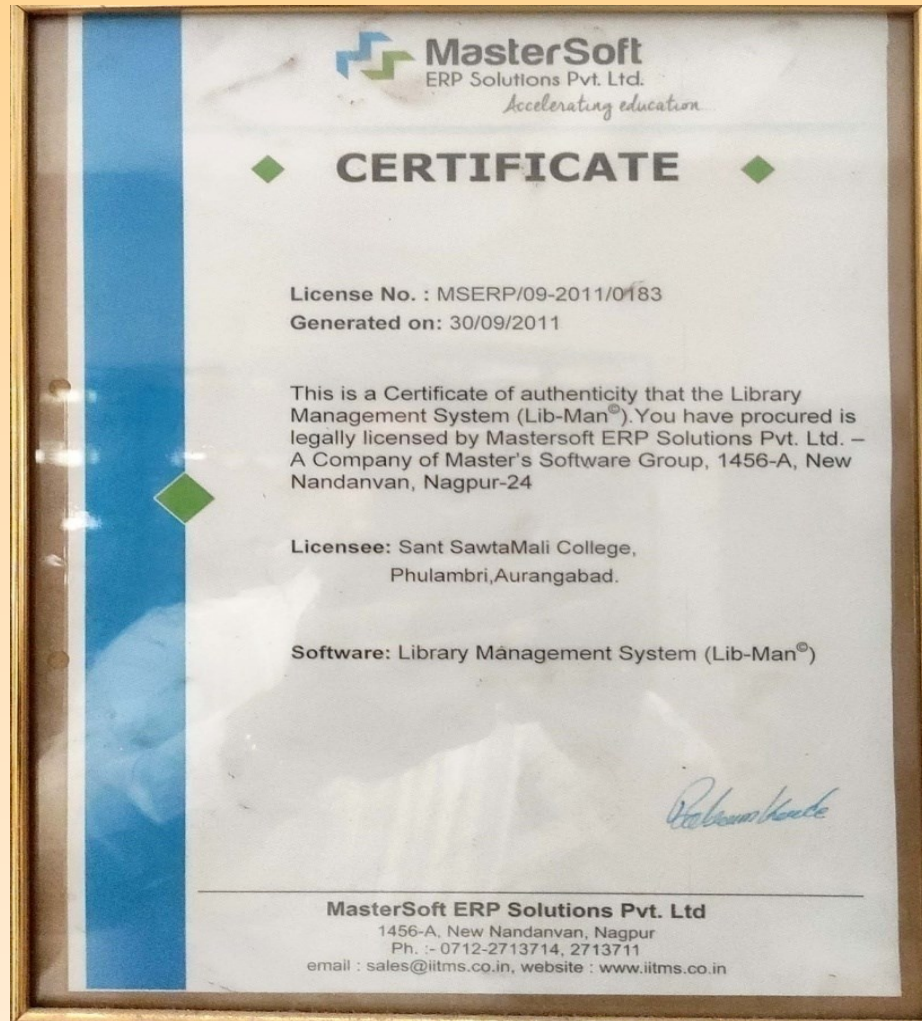 MasterSoft
ERP Solutions Pvt. Ltd.
Accelerating education
CERTIFICATE
License No. : MSERP/09-2011/0183
Generated on: 30/09/2011
This is a Certificate of authenticity that the Library
Management System (Lib-Man©).You have procured is
legally licensed by Mastersoft ERP Solutions Pvt. Ltd. –
A Company of Master's Software Group, 1456-A, New
Nandanvan, Nagpur-24
Licensee: Sant SawtaMali College,
Phulambri,Aurangabad.
Software: Library Management System (Lib-Man©)
MasterSoft ERP Solutions Pvt. Ltd
1456-A, New Nandanvan, Nagpur
Ph. :- 0712-2713714, 2713711
email : sales@iitms.co.in, website : www.iitms.co.in